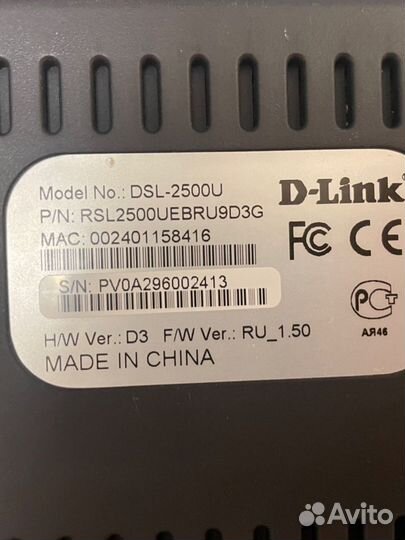 Model No.: DSL-2500U
D-Link
P/N: RSL2500UEBRU9D3G
MAC: 002401158416
FC CE
S/N: PV0A296002413
РСТ
АЯ46
H/W Ver.: D3 F/W Ver.: RU_1.50
MADE IN CHINA
Avito